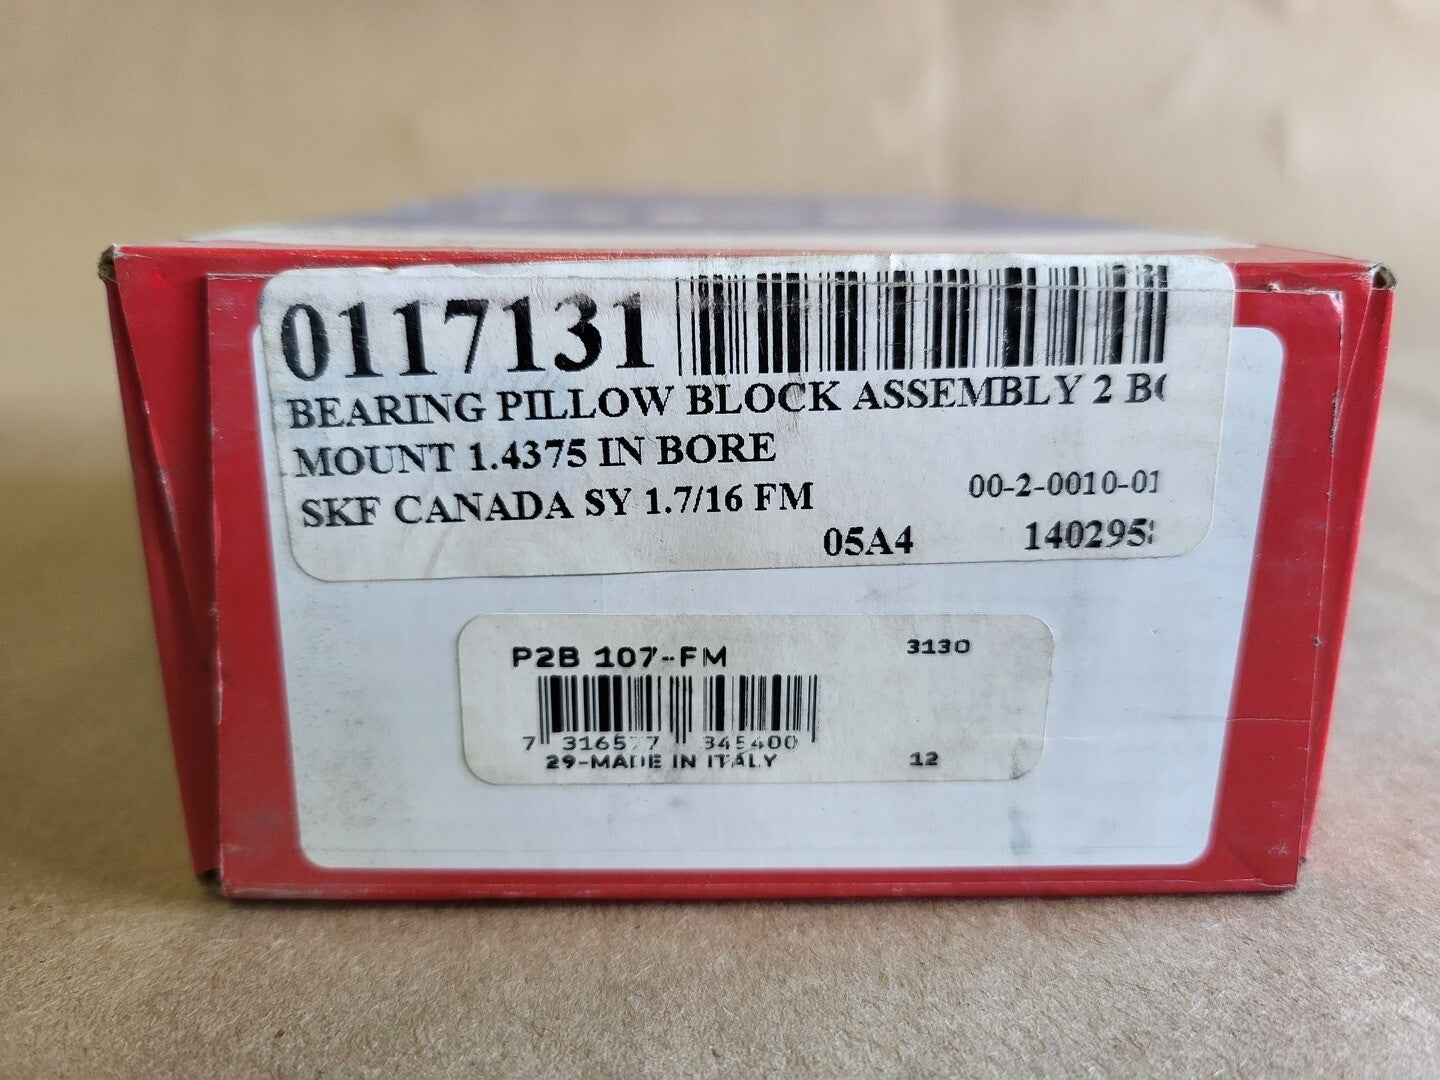 0117131
BEARING PILLOW BLOCK ASSEMBLY 2
MOUNT 1.4375 IN BORE
SKF CANADA SY 1.7/16 FM
00-2-0010-01
05A4
P2B 107-FM
3130
7 316577 345400
29-MADE IN ITALY
12